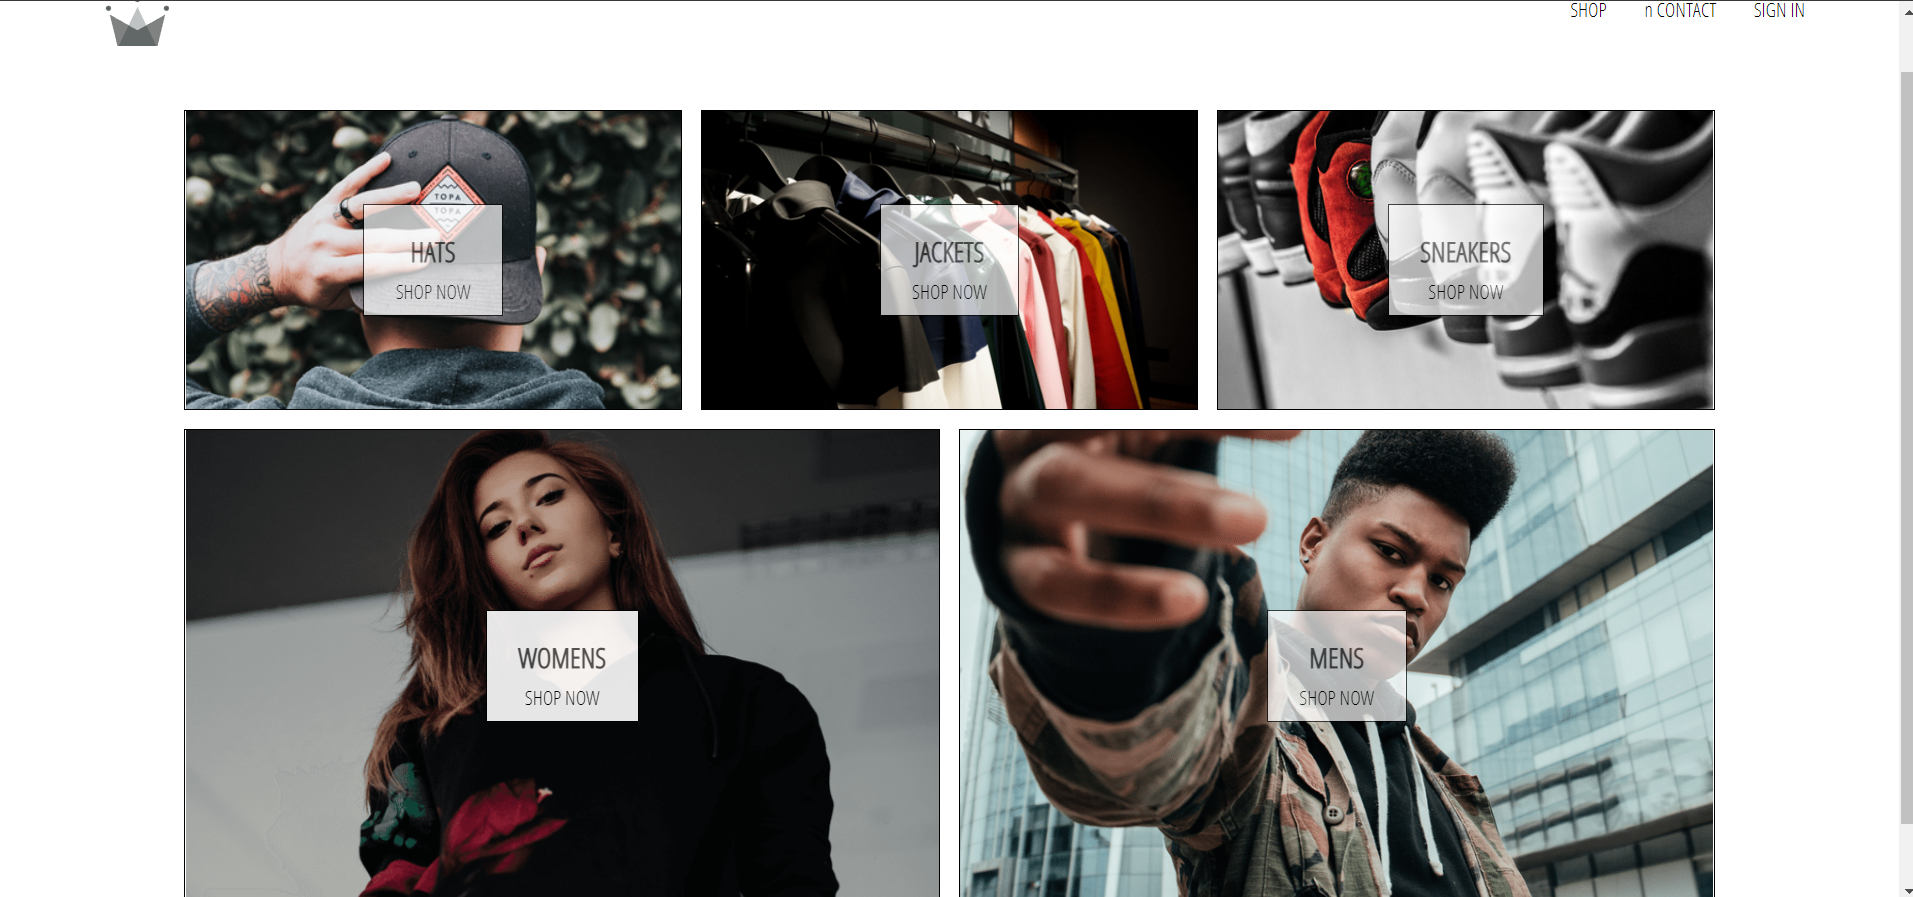 SHOP n CONTACT SIGN IN
TOPA
TOPA
HATS
SHOP NOW
JACKETS
SHOP NOW
SNEAKERS
SHOP NOW
WOMENS
SHOP NOW
MENS
SHOP NOW